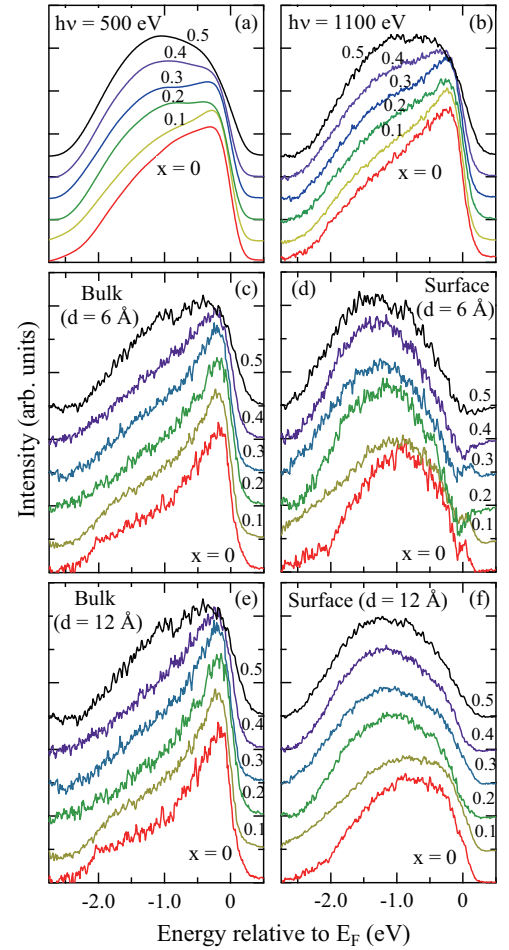 hν = 500 eV
(a)
0.5
0.4
0.3
0.2
0.1
x = 0
hν = 1100 eV
(b)
0.5
0.4
0.3
0.2
0.1
x = 0
Bulk
(c)
(d = 6 Å)
0.5
0.4
0.3
0.2
0.1
x = 0
(d)
Surface
(d = 6 Å)
0.5
0.4
0.3
0.2
0.1
x = 0
Bulk
(e)
(d = 12 Å)
0.5
0.4
0.3
0.2
0.1
x = 0
Surface (d = 12 Å)
(f)
0.5
0.4
0.3
0.2
0.1
x = 0
Intensity (arb. units)
-2.0
-1.0
0
-2.0
-1.0
0
Energy relative to E_F (eV)